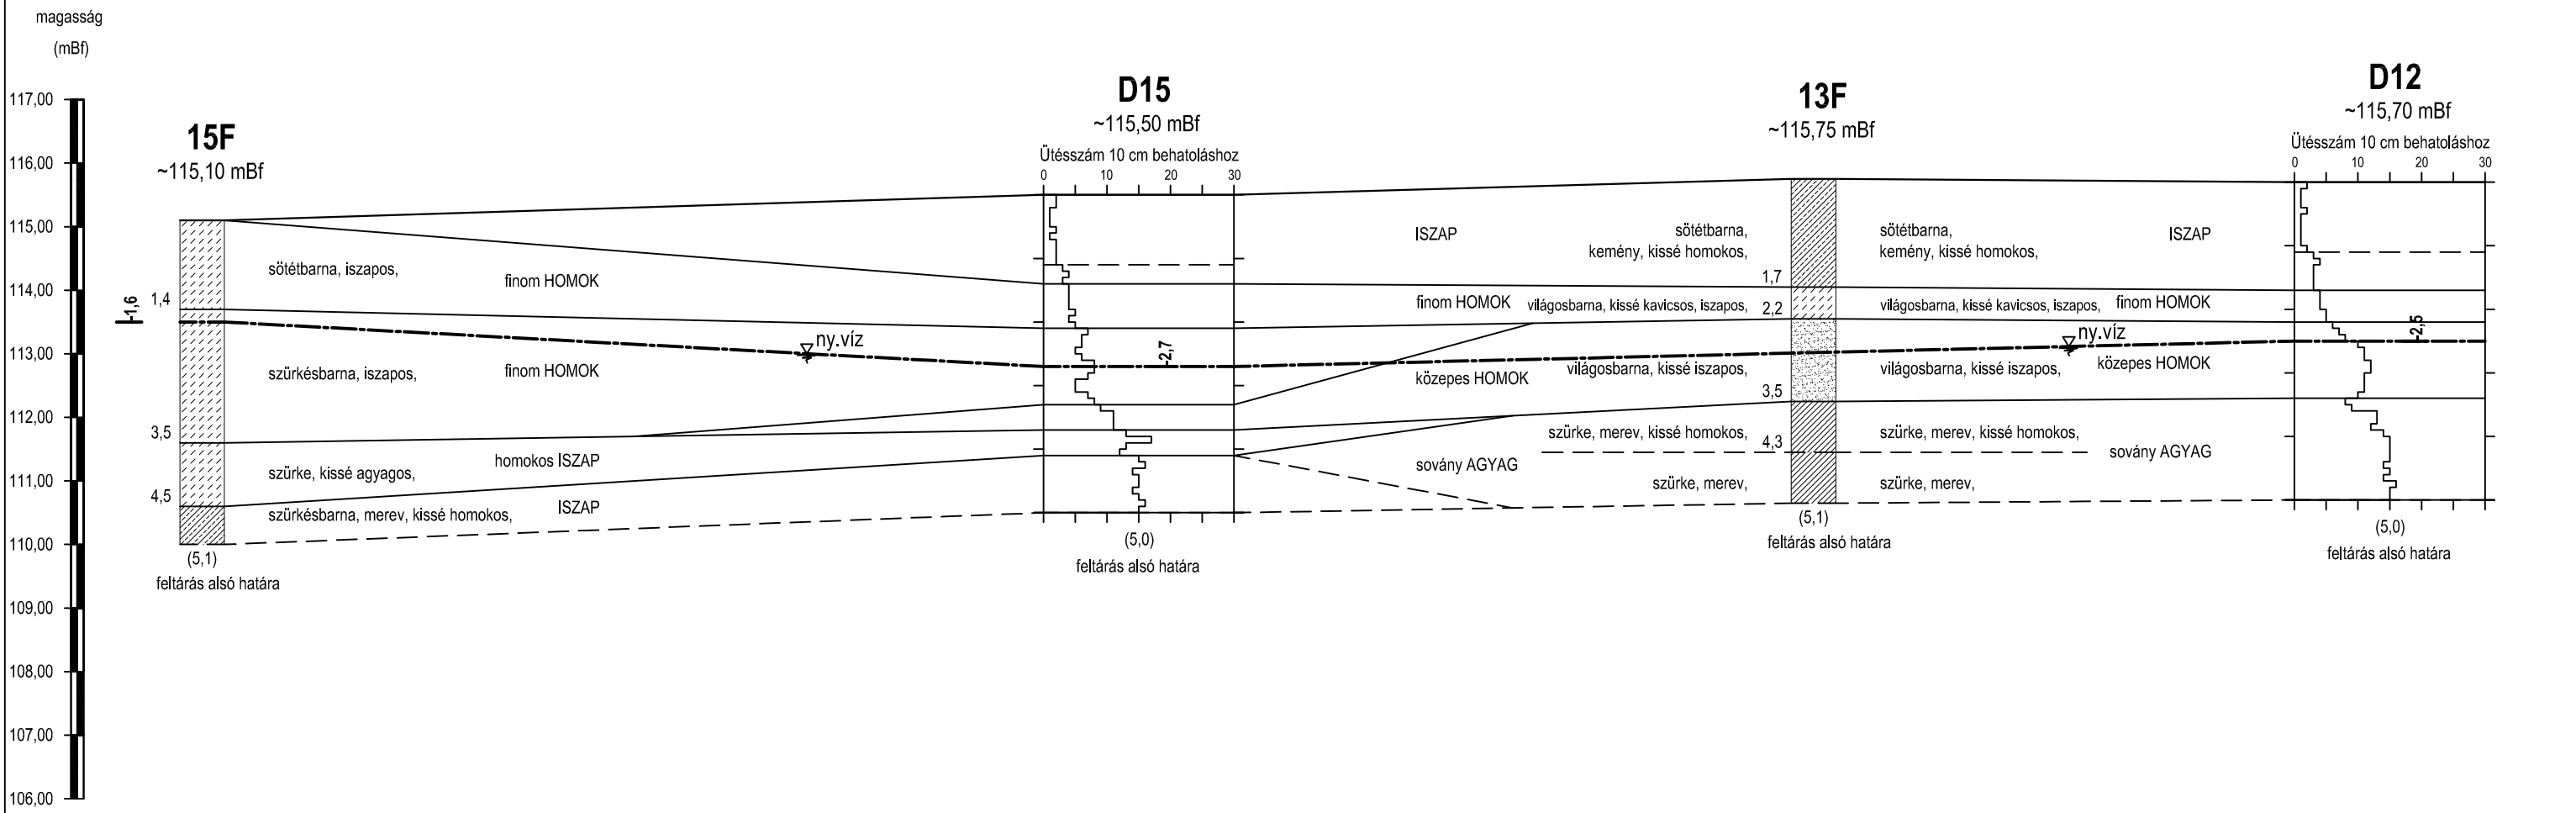 magasság
(mBf)
117,00
116,00
115,00
114,00
113,00
112,00
111,00
110,00
109,00
108,00
107,00
106,00
15F
~115,10 mBf
1,4
-1,6
3,5
4,5
(5,1)
feltárás alsó határa
sötétbarna, iszapos,
finom HOMOK
szürkésbarna, iszapos,
finom HOMOK
ny.víz
homokos ISZAP
szürke, kissé agyagos,
ISZAP
szürkésbarna, merev, kissé homokos,
D15
~115,50 mBf
Ütésszám 10 cm behatoláshoz
0 10 20 30
-2,7
(5,0)
feltárás alsó határa
ISZAP
sötétbarna,
kemény, kissé homokos,
finom HOMOK
világosbarna, kissé kavicsos, iszapos,
közepes HOMOK
világosbarna, kissé iszapos,
szürke, merev, kissé homokos,
sovány AGYAG
szürke, merev,
13F
~115,75 mBf
1,7
2,2
3,5
4,3
(5,1)
feltárás alsó határa
sötétbarna,
kemény, kissé homokos,
ISZAP
világosbarna, kissé kavicsos, iszapos,
finom HOMOK
ny.víz
világosbarna, kissé iszapos,
közepes HOMOK
szürke, merev, kissé homokos,
sovány AGYAG
szürke, merev,
D12
~115,70 mBf
Ütésszám 10 cm behatoláshoz
0 10 20 30
-2,5
(5,0)
feltárás alsó határa